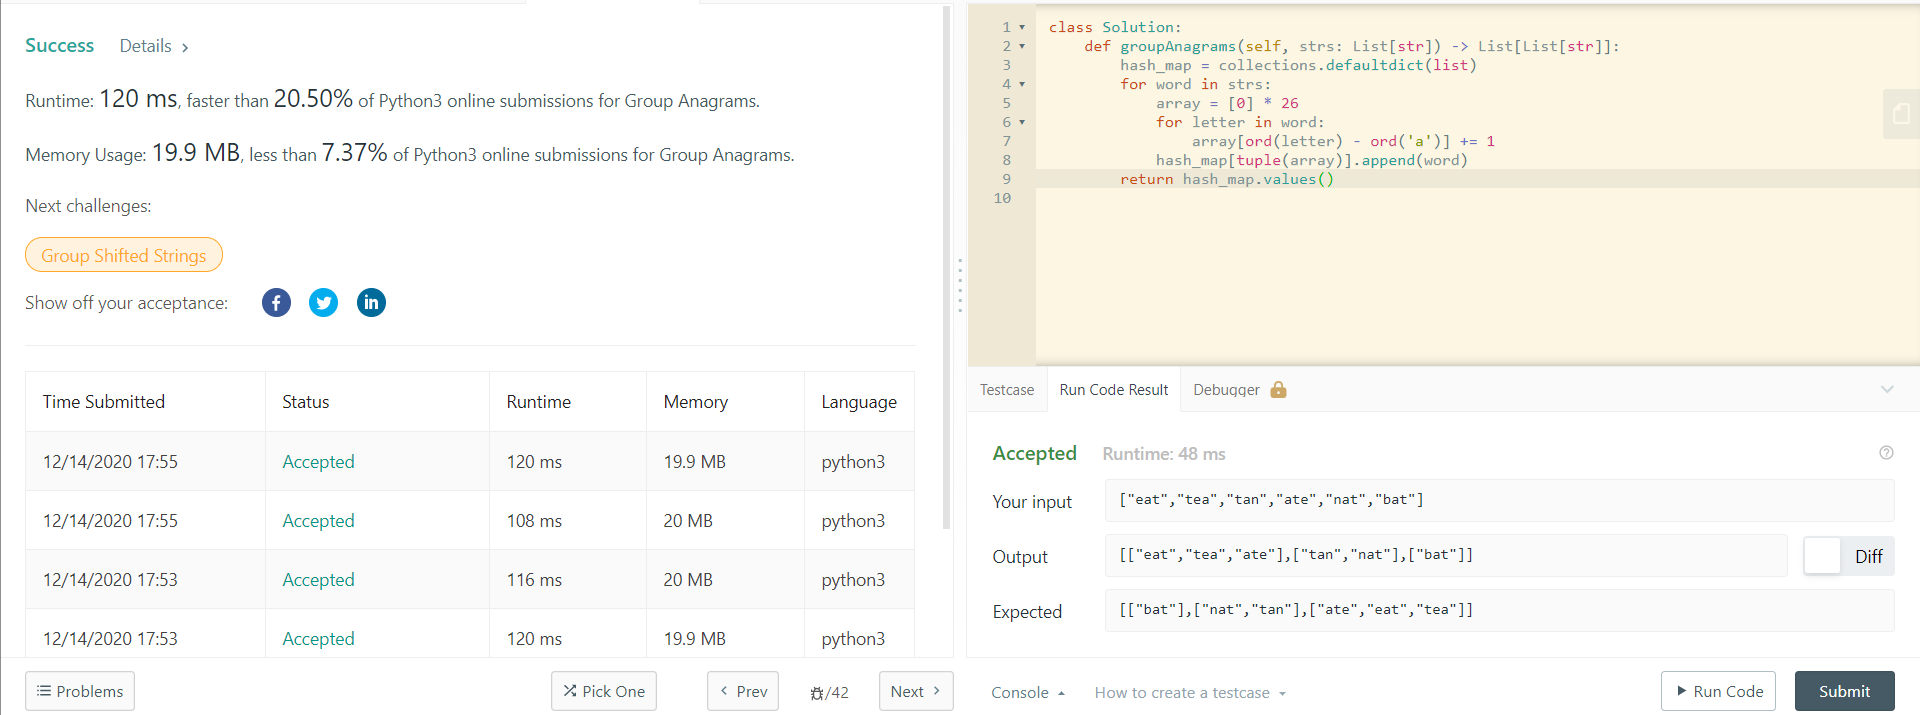 Success Details >
Runtime: 120 ms, faster than 20.50% of Python3 online submissions for Group Anagrams.
Memory Usage: 19.9 MB, less than 7.37% of Python3 online submissions for Group Anagrams.
Next challenges:
Group Shifted Strings
Show off your acceptance:
Time Submitted Status Runtime Memory Language
12/14/2020 17:55 Accepted 120 ms 19.9 MB python3
12/14/2020 17:55 Accepted 108 ms 20 MB python3
12/14/2020 17:53 Accepted 116 ms 20 MB python3
12/14/2020 17:53 Accepted 120 ms 19.9 MB python3
Problems Pick One < Prev /42 Next >
1 class Solution:
2     def groupAnagrams(self, strs: List[str]) -> List[List[str]]:
3         hash_map = collections.defaultdict(list)
4         for word in strs:
5             array = [0] * 26
6             for letter in word:
7                 array[ord(letter) - ord('a')] += 1
8             hash_map[tuple(array)].append(word)
9         return hash_map.values()
10
Testcase Run Code Result Debugger
Accepted Runtime: 48 ms
Your input ["eat","tea","tan","ate","nat","bat"]
Output [["eat","tea","ate"],["tan","nat"],["bat"]] Diff
Expected [["bat"],["nat","tan"],["ate","eat","tea"]]
Console How to create a testcase Run Code Submit